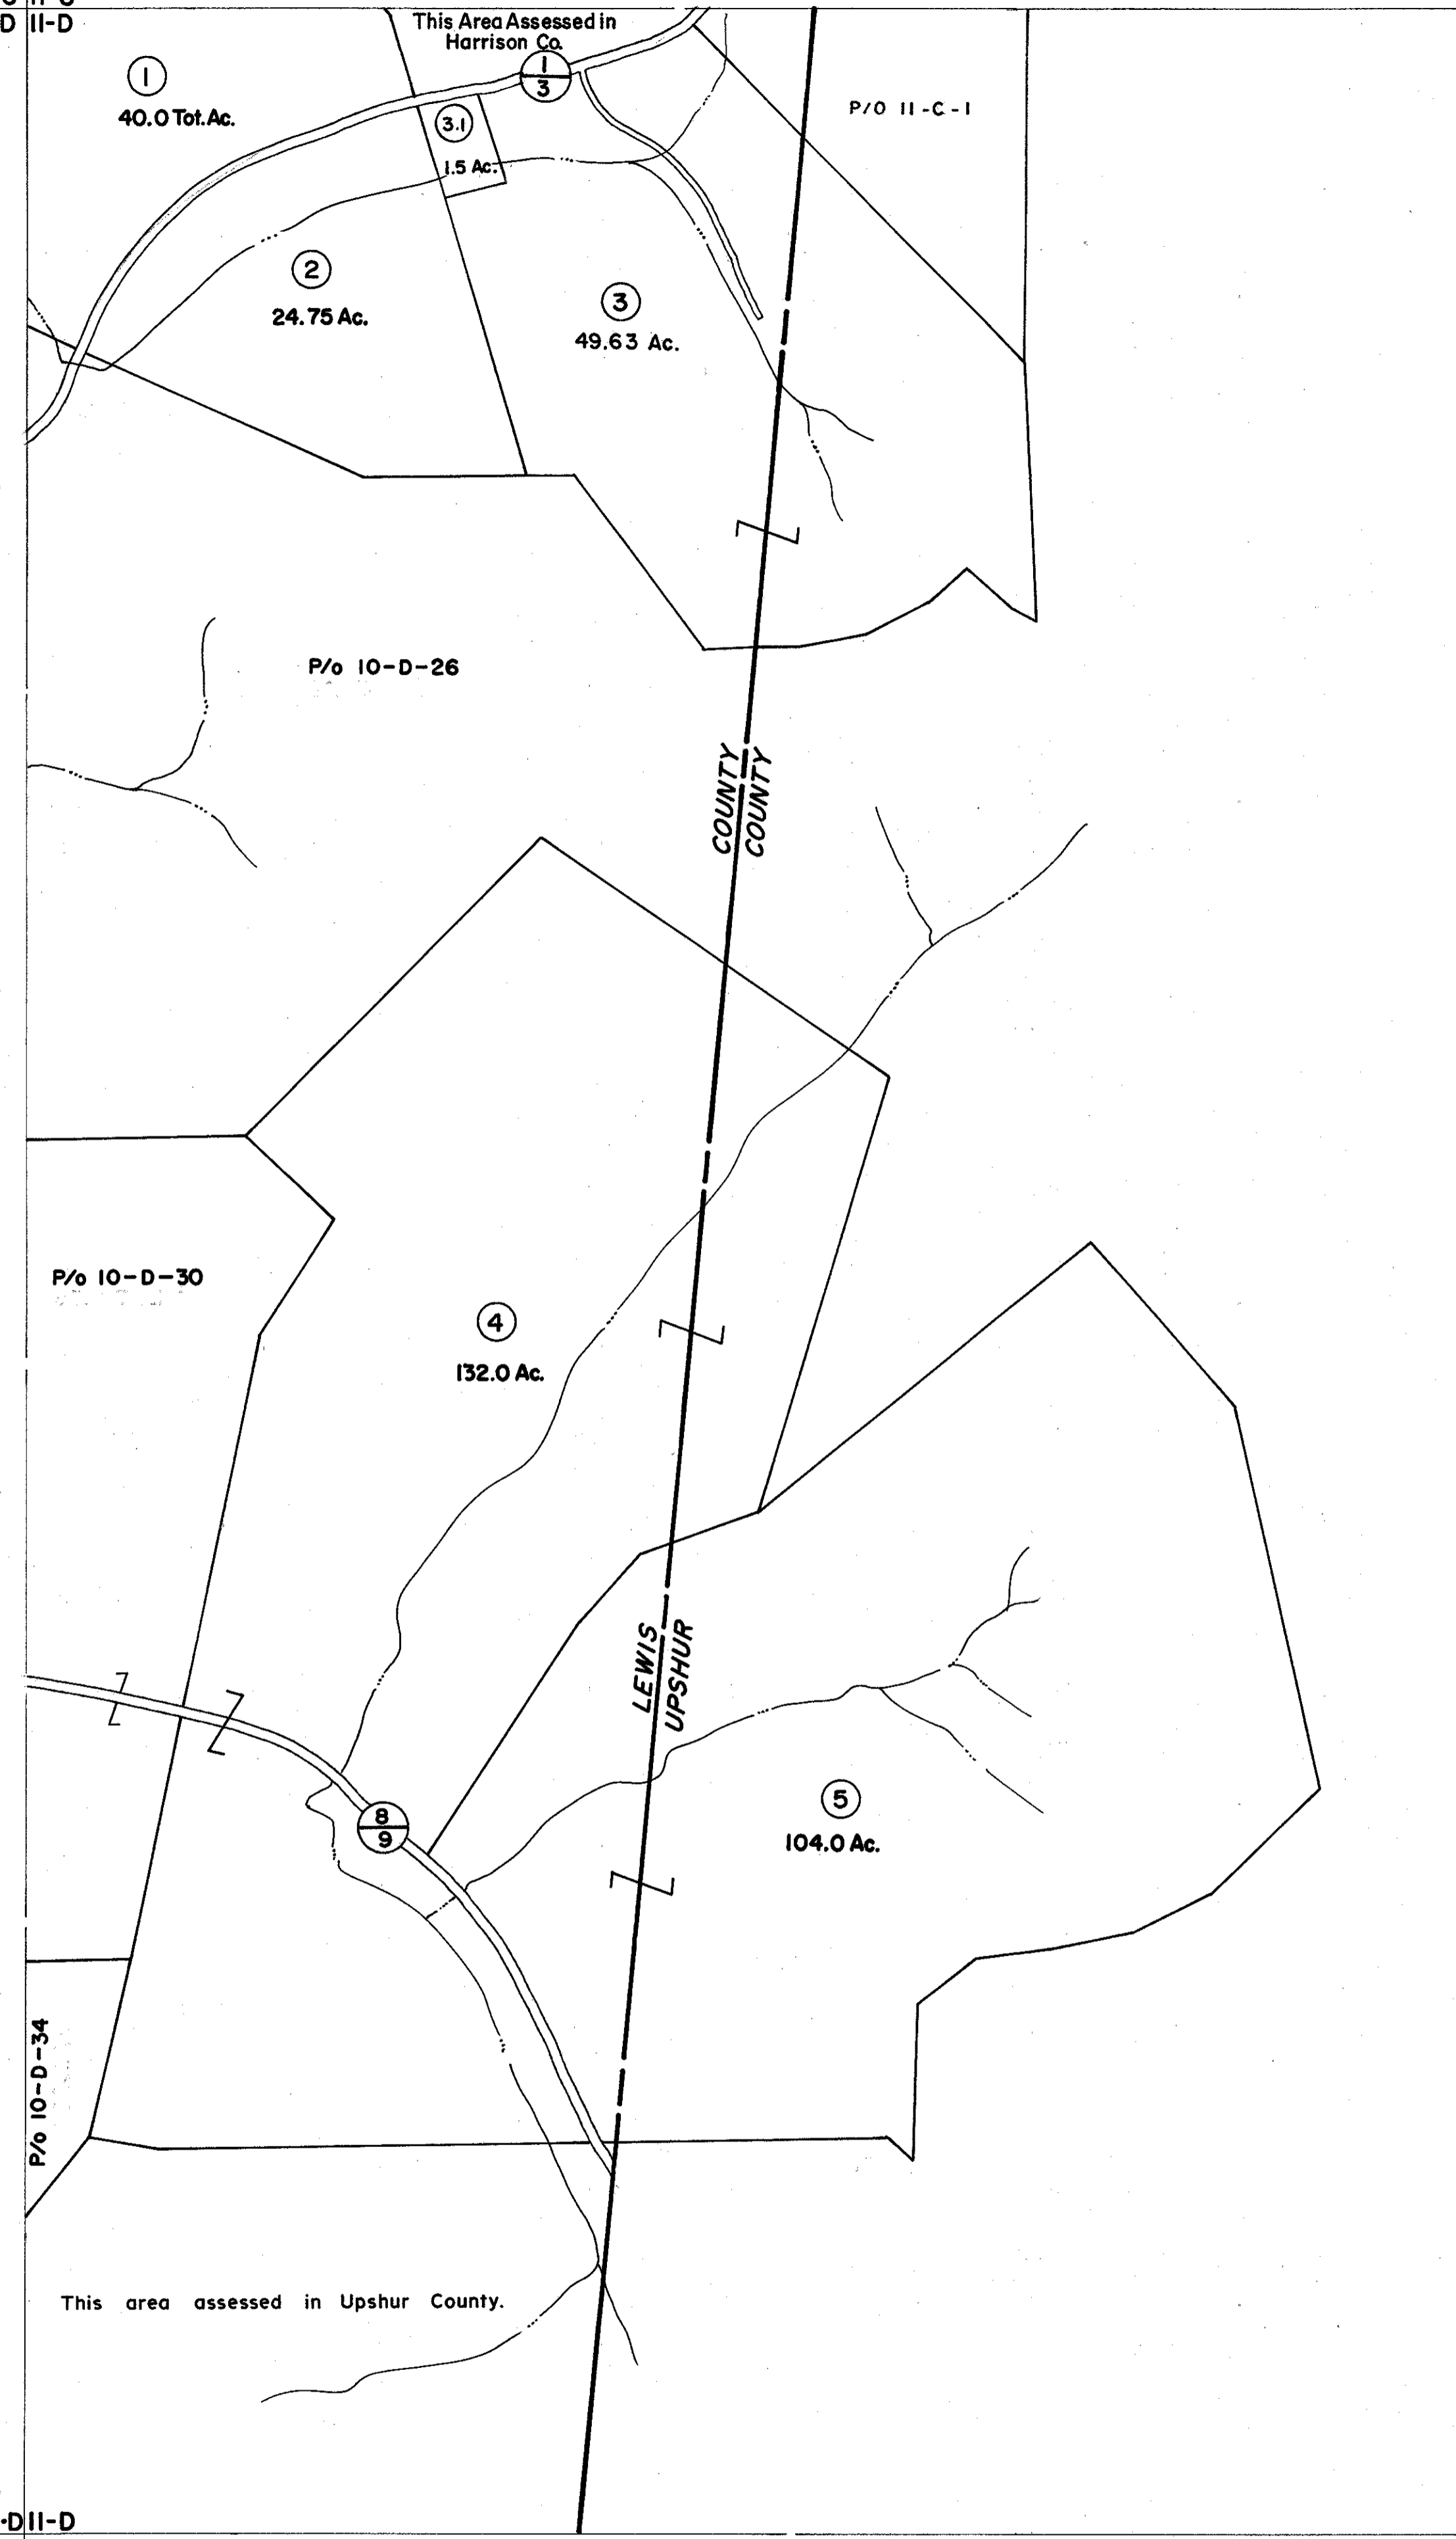 D 11-D
This Area Assessed in
Harrison Co.
1
3
1
40.0 Tot. Ac.
P/O 11-C-1
3.1
1.5 Ac.
2
24.75 Ac.
3
49.63 Ac.
P/o 10-D-26
COUNTY
COUNTY
P/o 10-D-30
4
132.0 Ac.
LEWIS
UPSHUR
8
9
5
104.0 Ac.
P/o 10-D-34
This area assessed in Upshur County.
-D 11-D